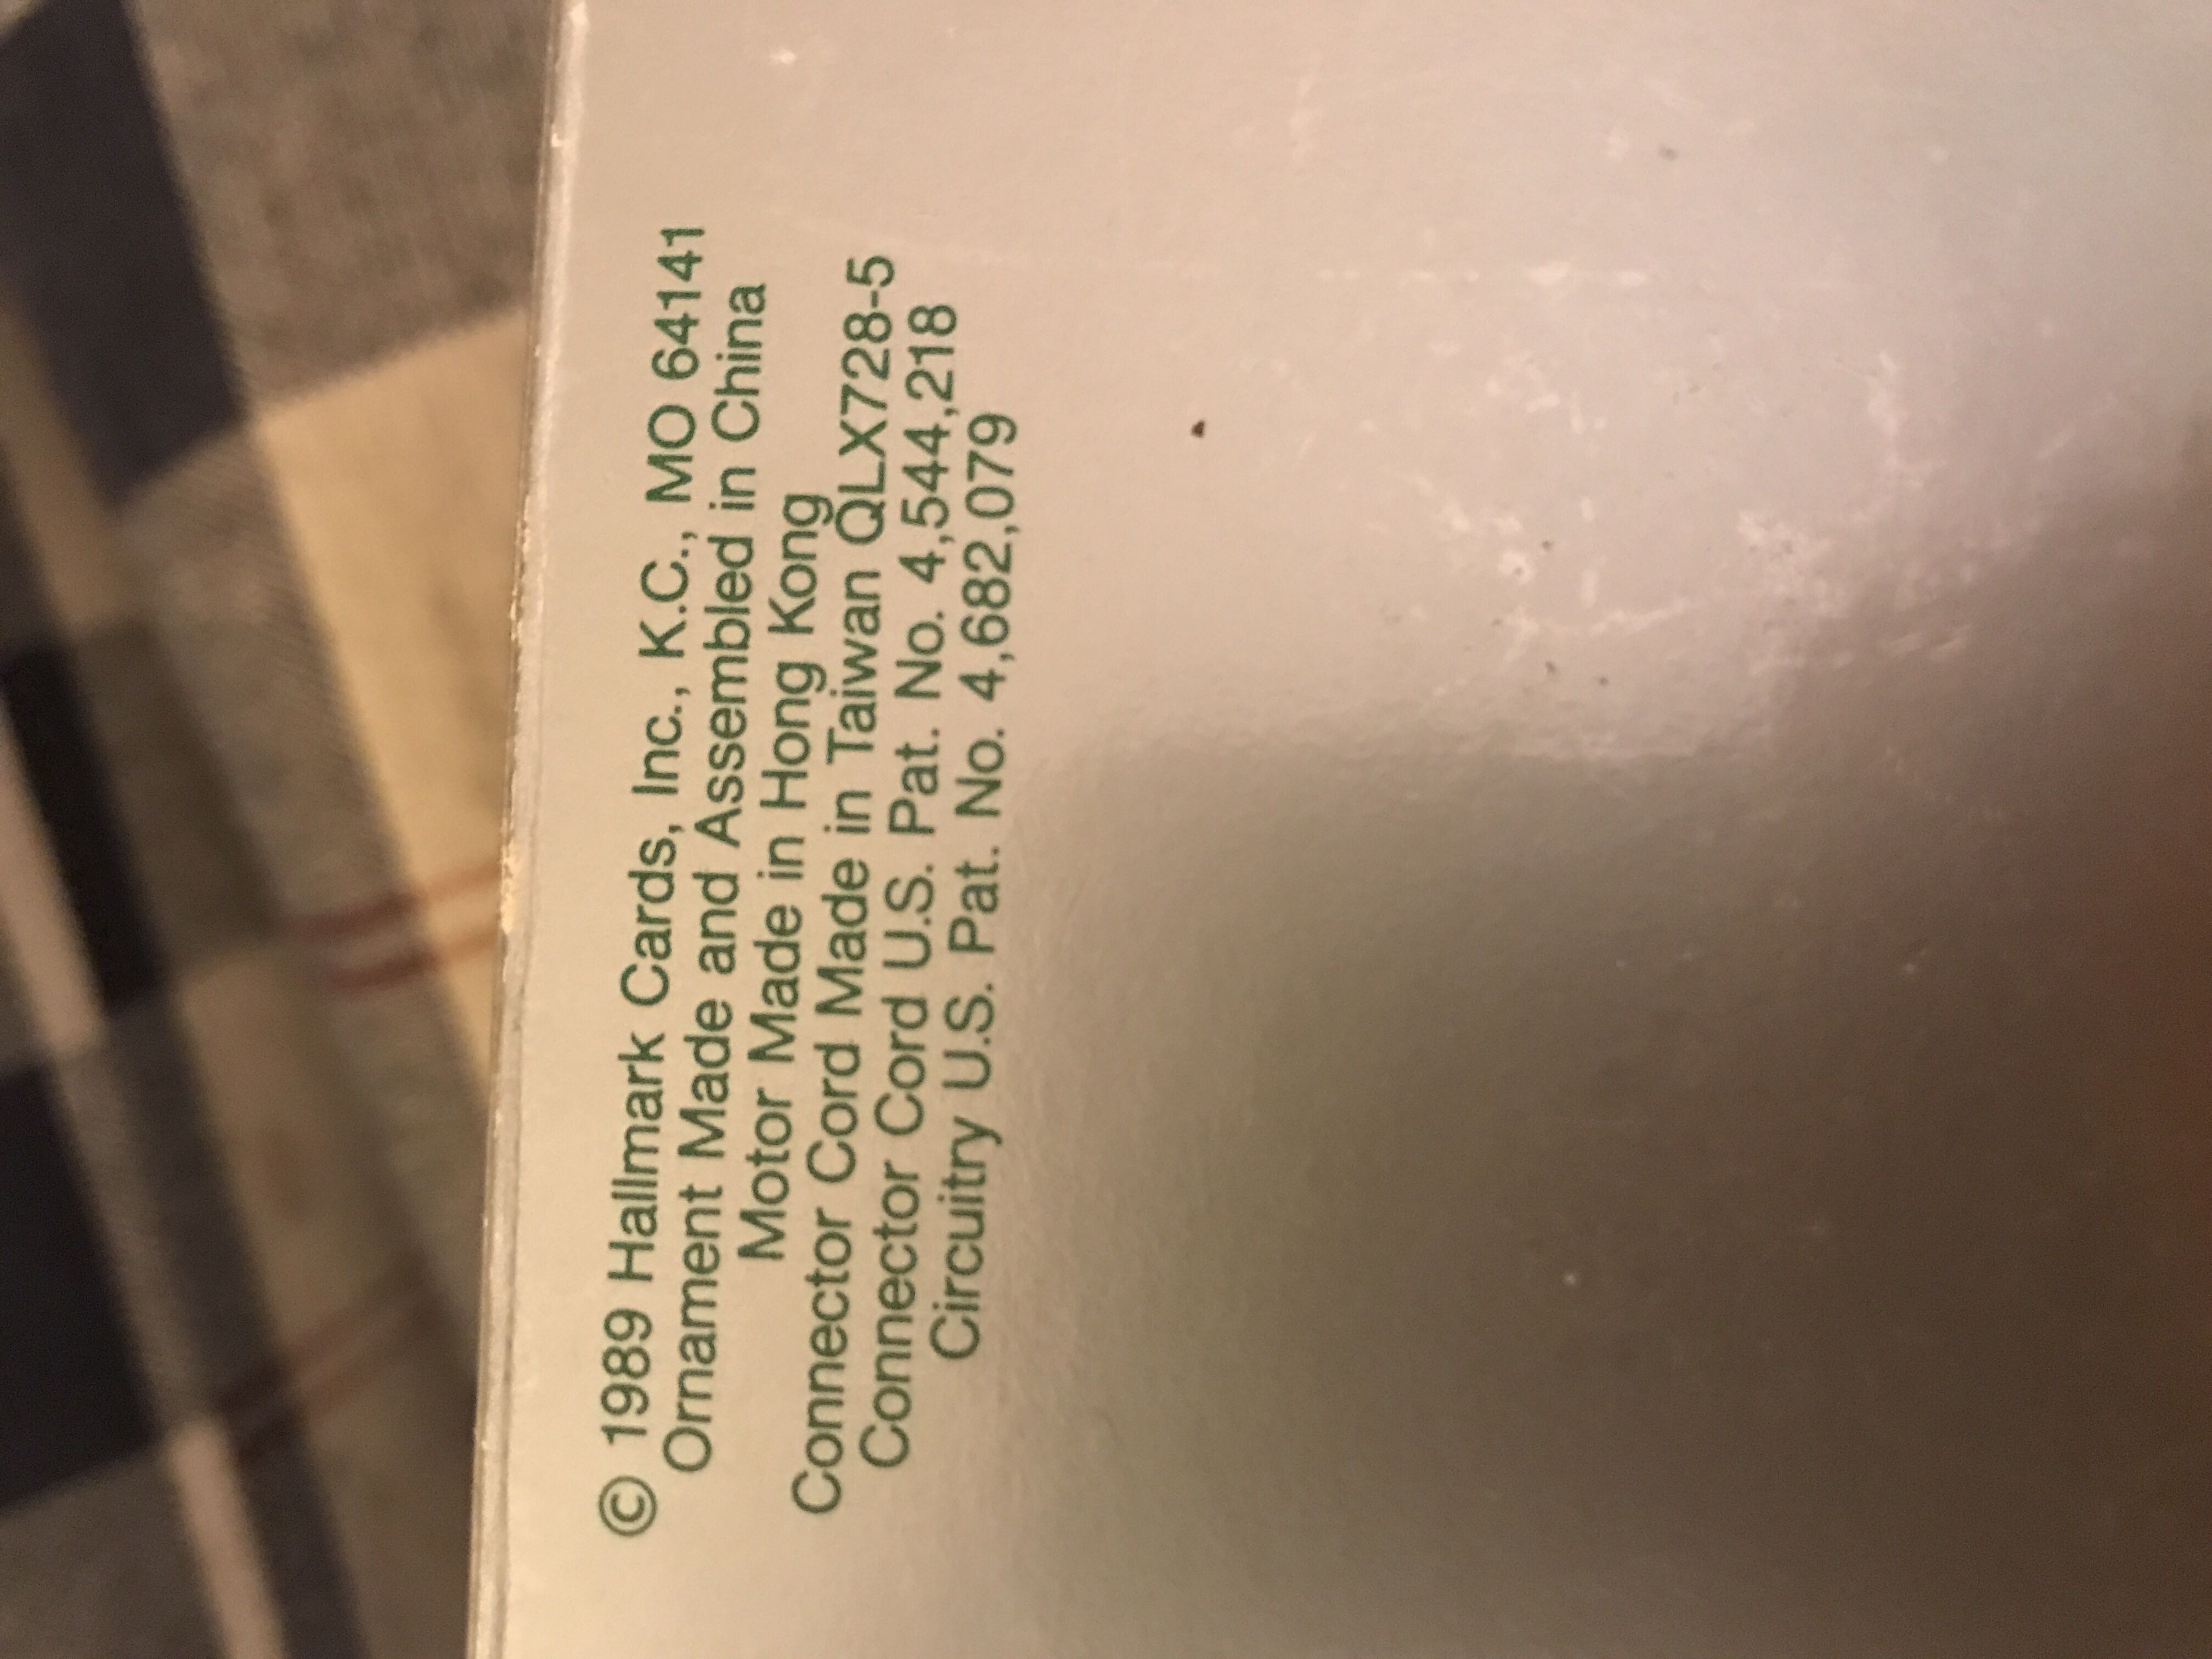 © 1989 Hallmark Cards, Inc., K.C., MO 64141
Ornament Made and Assembled in China
Motor Made in Hong Kong
Connector Cord Made in Taiwan QLX728-5
Connector Cord U.S. Pat. No. 4,544,218
Circuitry U.S. Pat. No. 4,682,079